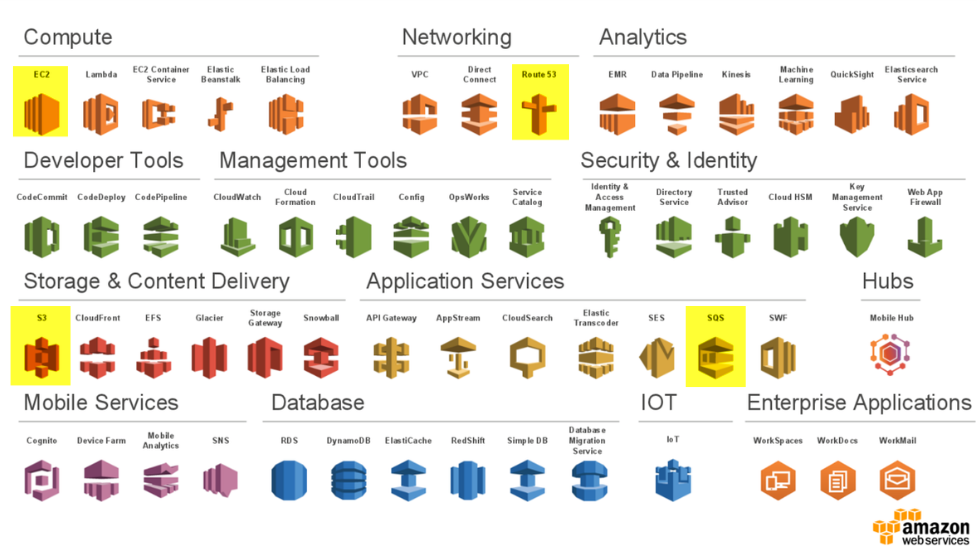 Compute
Networking
Analytics
EC2
Lambda
EC2 Container
Service
Elastic
Beanstalk
Elastic Load
Balancing
VPC
Direct
Connect
Route 53
EMR
Data Pipeline
Kinesis
Machine
Learning
QuickSight
Elasticsearch
Service
Developer Tools
Management Tools
Security & Identity
CodeCommit
CodeDeploy
CodePipeline
CloudWatch
Cloud
Formation
CloudTrail
Config
OpsWorks
Service
Catalog
Identity &
Access
Management
Directory
Service
Trusted
Advisor
Cloud HSM
Key
Management
Service
Web App
Firewall
Storage & Content Delivery
Application Services
Hubs
S3
CloudFront
EFS
Glacier
Storage
Gateway
Snowball
API Gateway
AppStream
CloudSearch
Elastic
Transcoder
SES
SQS
SWF
Mobile Hub
Mobile Services
Database
IOT
Enterprise Applications
Cognito
Device Farm
Mobile
Analytics
SNS
RDS
DynamoDB
ElastiCache
RedShift
Simple DB
Database
Migration
Service
IoT
WorkSpaces
WorkDocs
WorkMail
amazon
web services